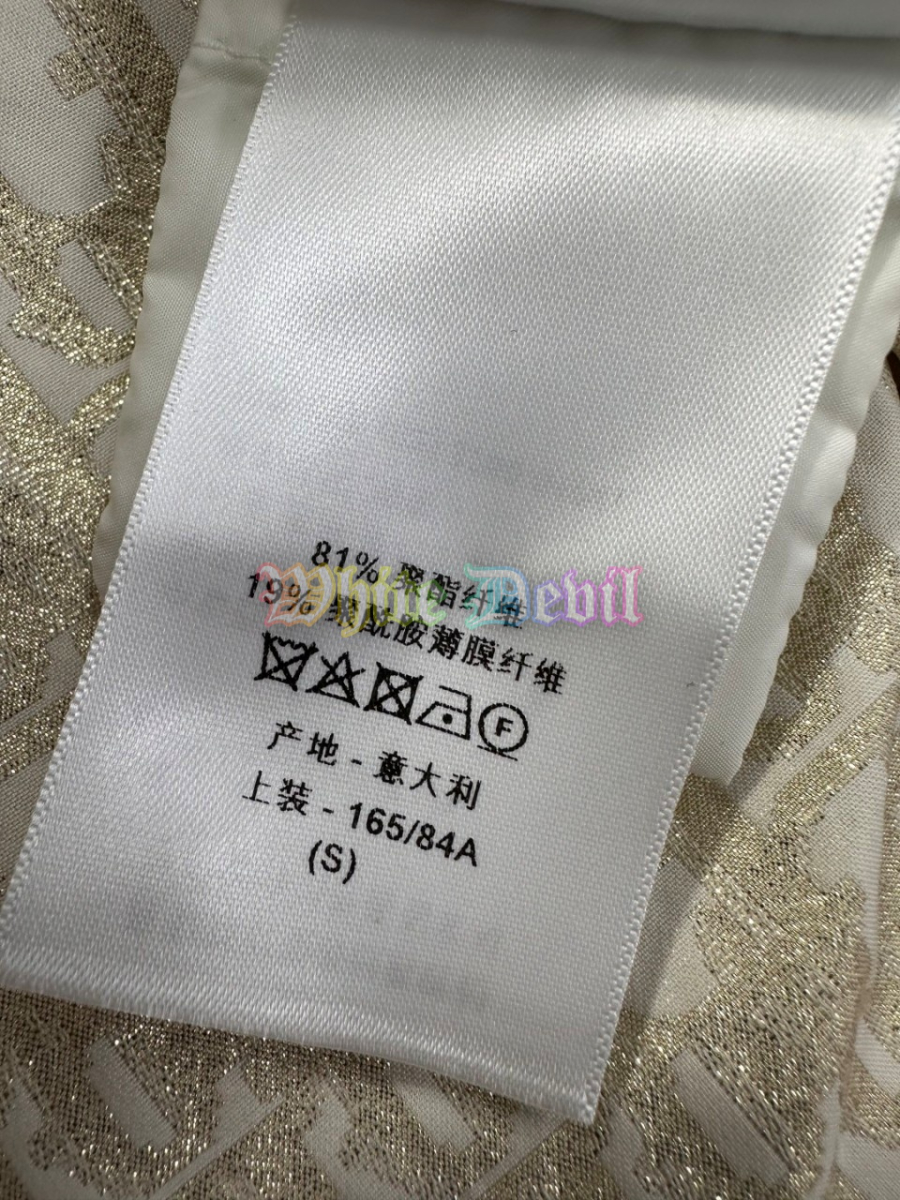 81% 聚酯纤维
19% 聚酰胺薄膜纤维
F
产地 - 意大利
上装 - 165/84A
(S)
White Devil